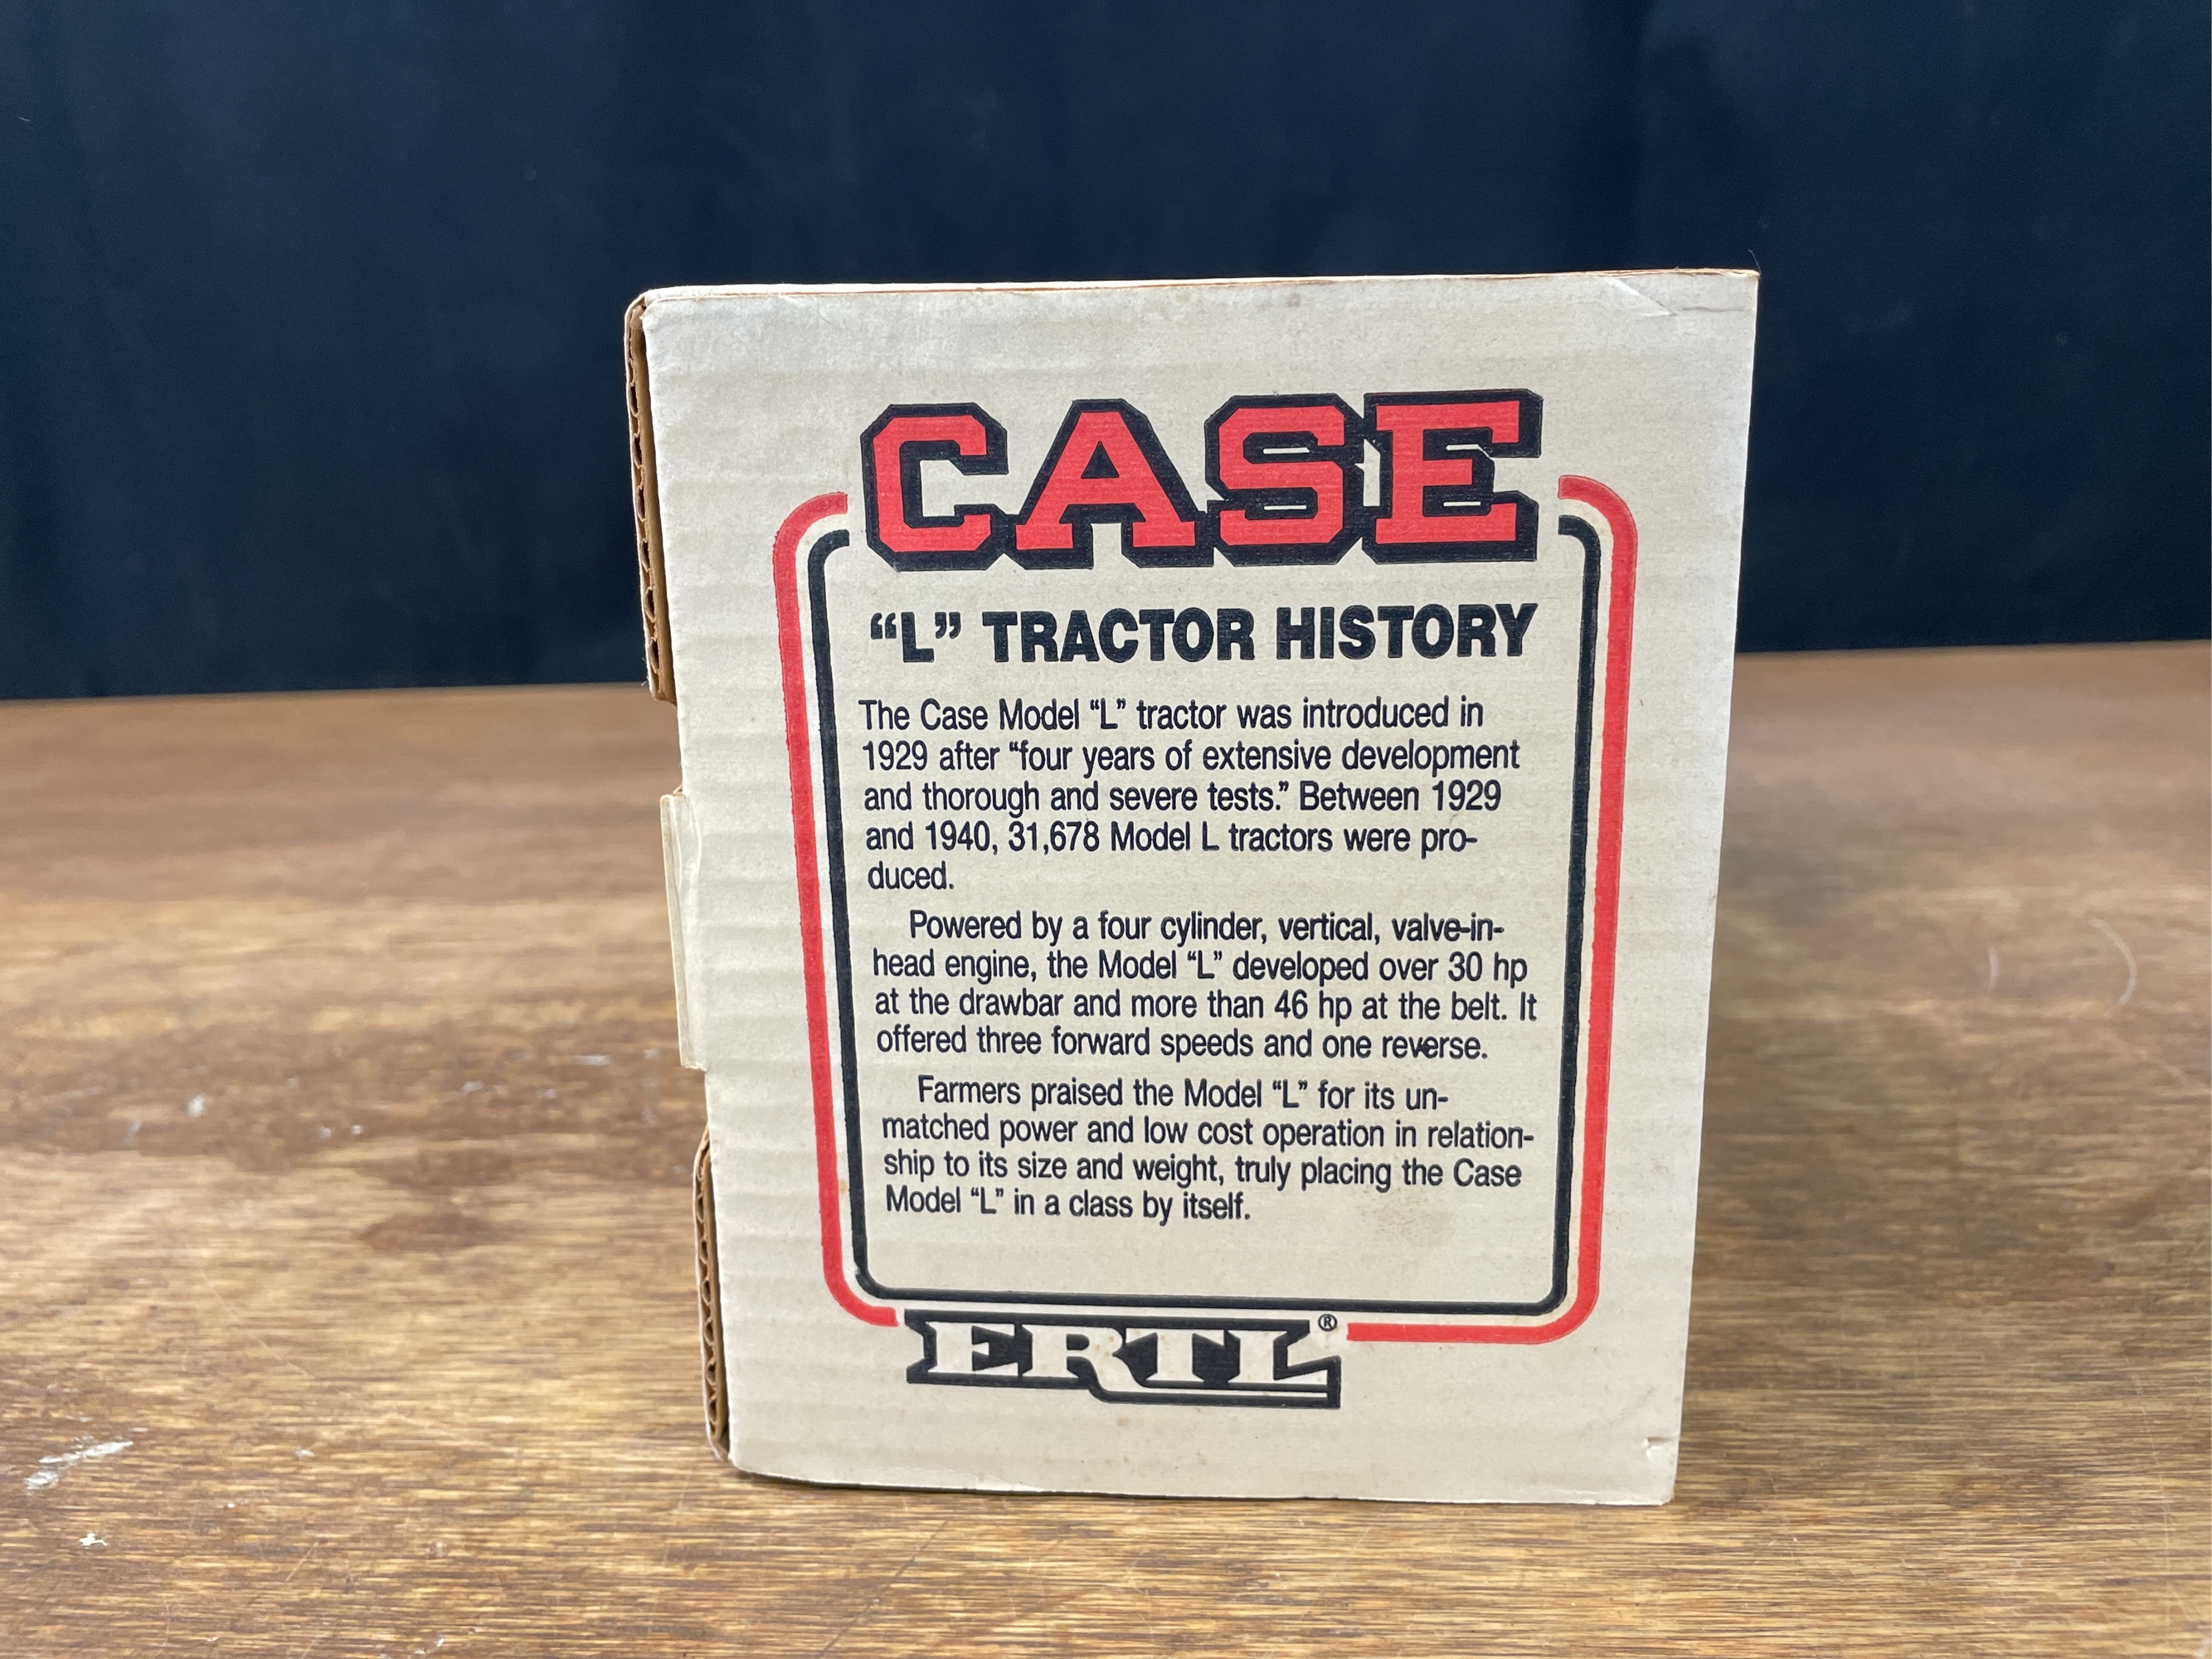 CASE
“L” TRACTOR HISTORY
The Case Model “L” tractor was introduced in
1929 after “four years of extensive development
and thorough and severe tests.” Between 1929
and 1940, 31,678 Model L tractors were pro-
duced.
Powered by a four cylinder, vertical, valve-in-
head engine, the Model “L” developed over 30 hp
at the drawbar and more than 46 hp at the belt. It
offered three forward speeds and one reverse.
Farmers praised the Model “L” for its un-
matched power and low cost operation in relation-
ship to its size and weight, truly placing the Case
Model “L” in a class by itself.
ERTL®